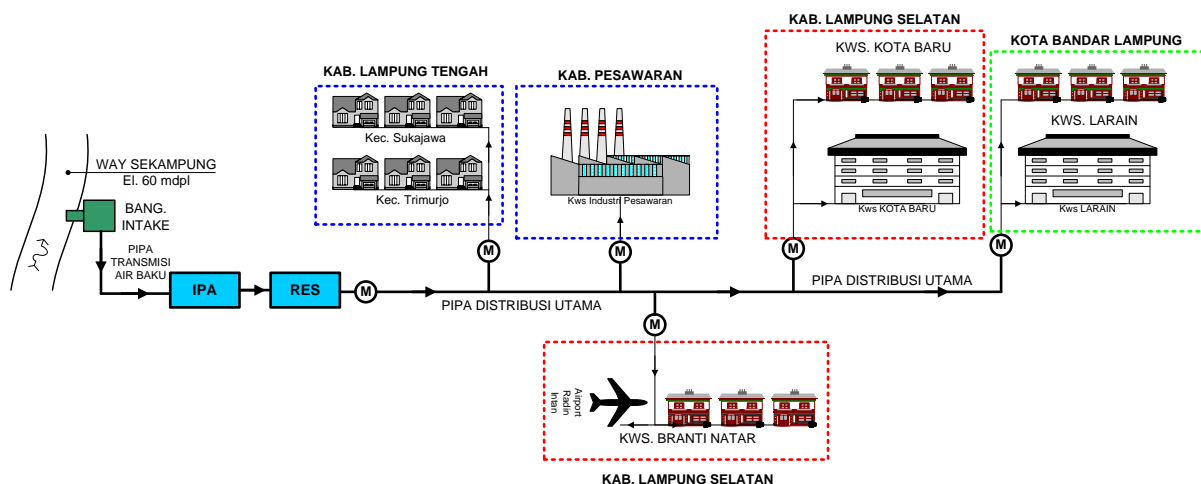 KAB. LAMPUNG SELATAN
KWS. KOTA BARU
KOTA BANDAR LAMPUNG
KAB. LAMPUNG TENGAH
KAB. PESAWARAN
KWS. LARAIN
Kec. Sukajawa
WAY SEKAMPUNG
El. 60 mdpl
Kec. Trimurjo
Kws Industri Pesawaran
Kws KOTA BARU
Kws LARAIN
BANG.
INTAKE
PIPA
TRANSMISI
AIR BAKU
M
M
M
M
IPA
RES
M
PIPA DISTRIBUSI UTAMA
PIPA DISTRIBUSI UTAMA
M
Airport
Radin
Intan
KWS. BRANTI NATAR
KAB. LAMPUNG SELATAN